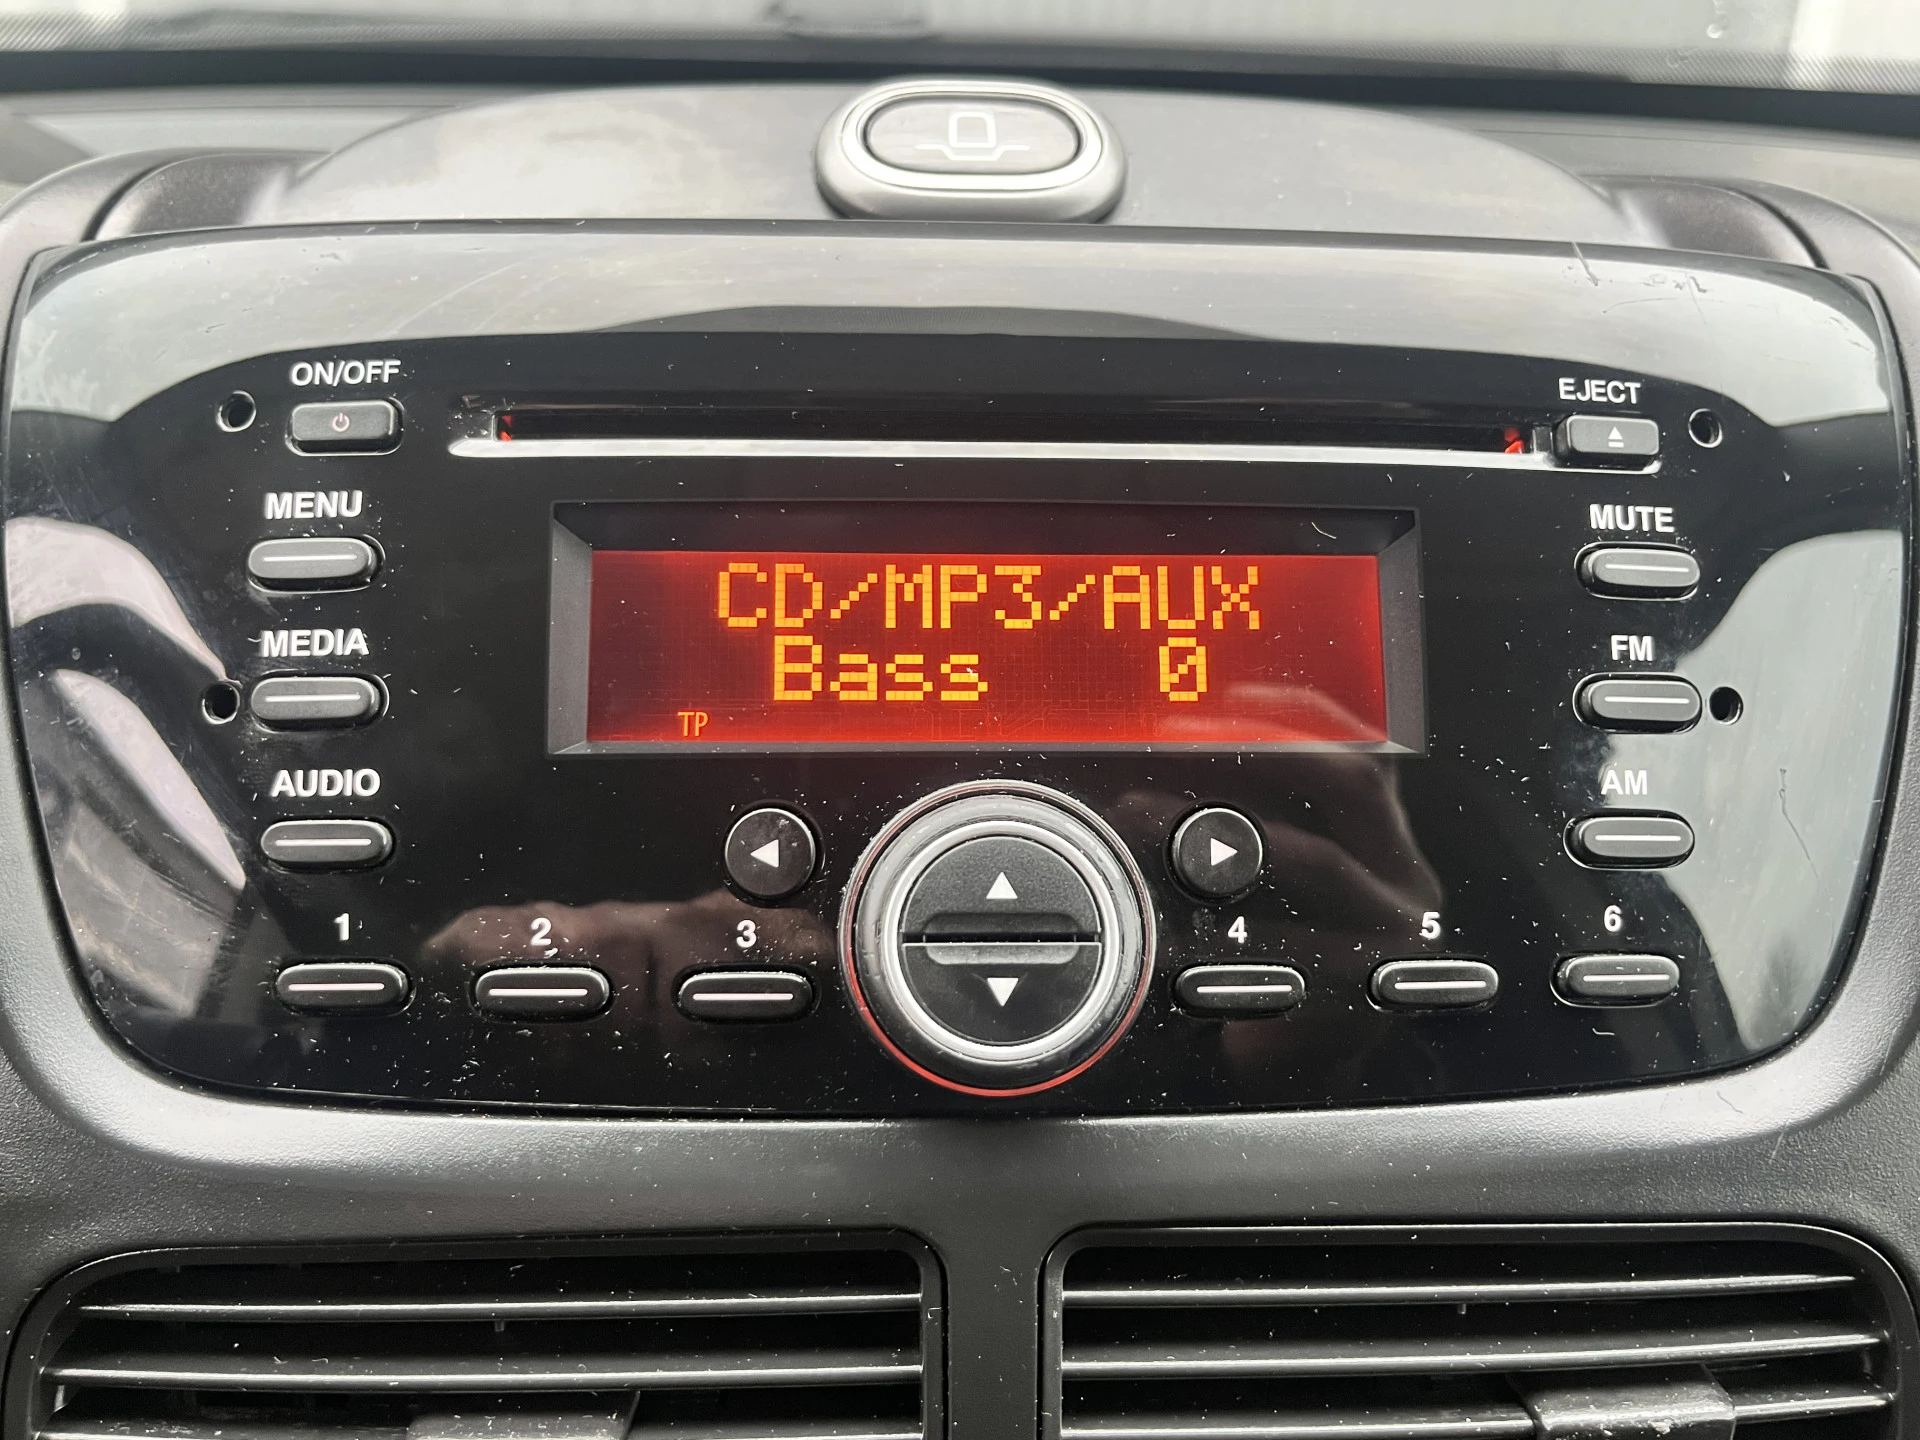 ON/OFF
EJECT
MENU
MUTE
CD/MP3/AUX
Bass 0
TP
MEDIA
FM
AUDIO
AM
1
2
3
4
5
6